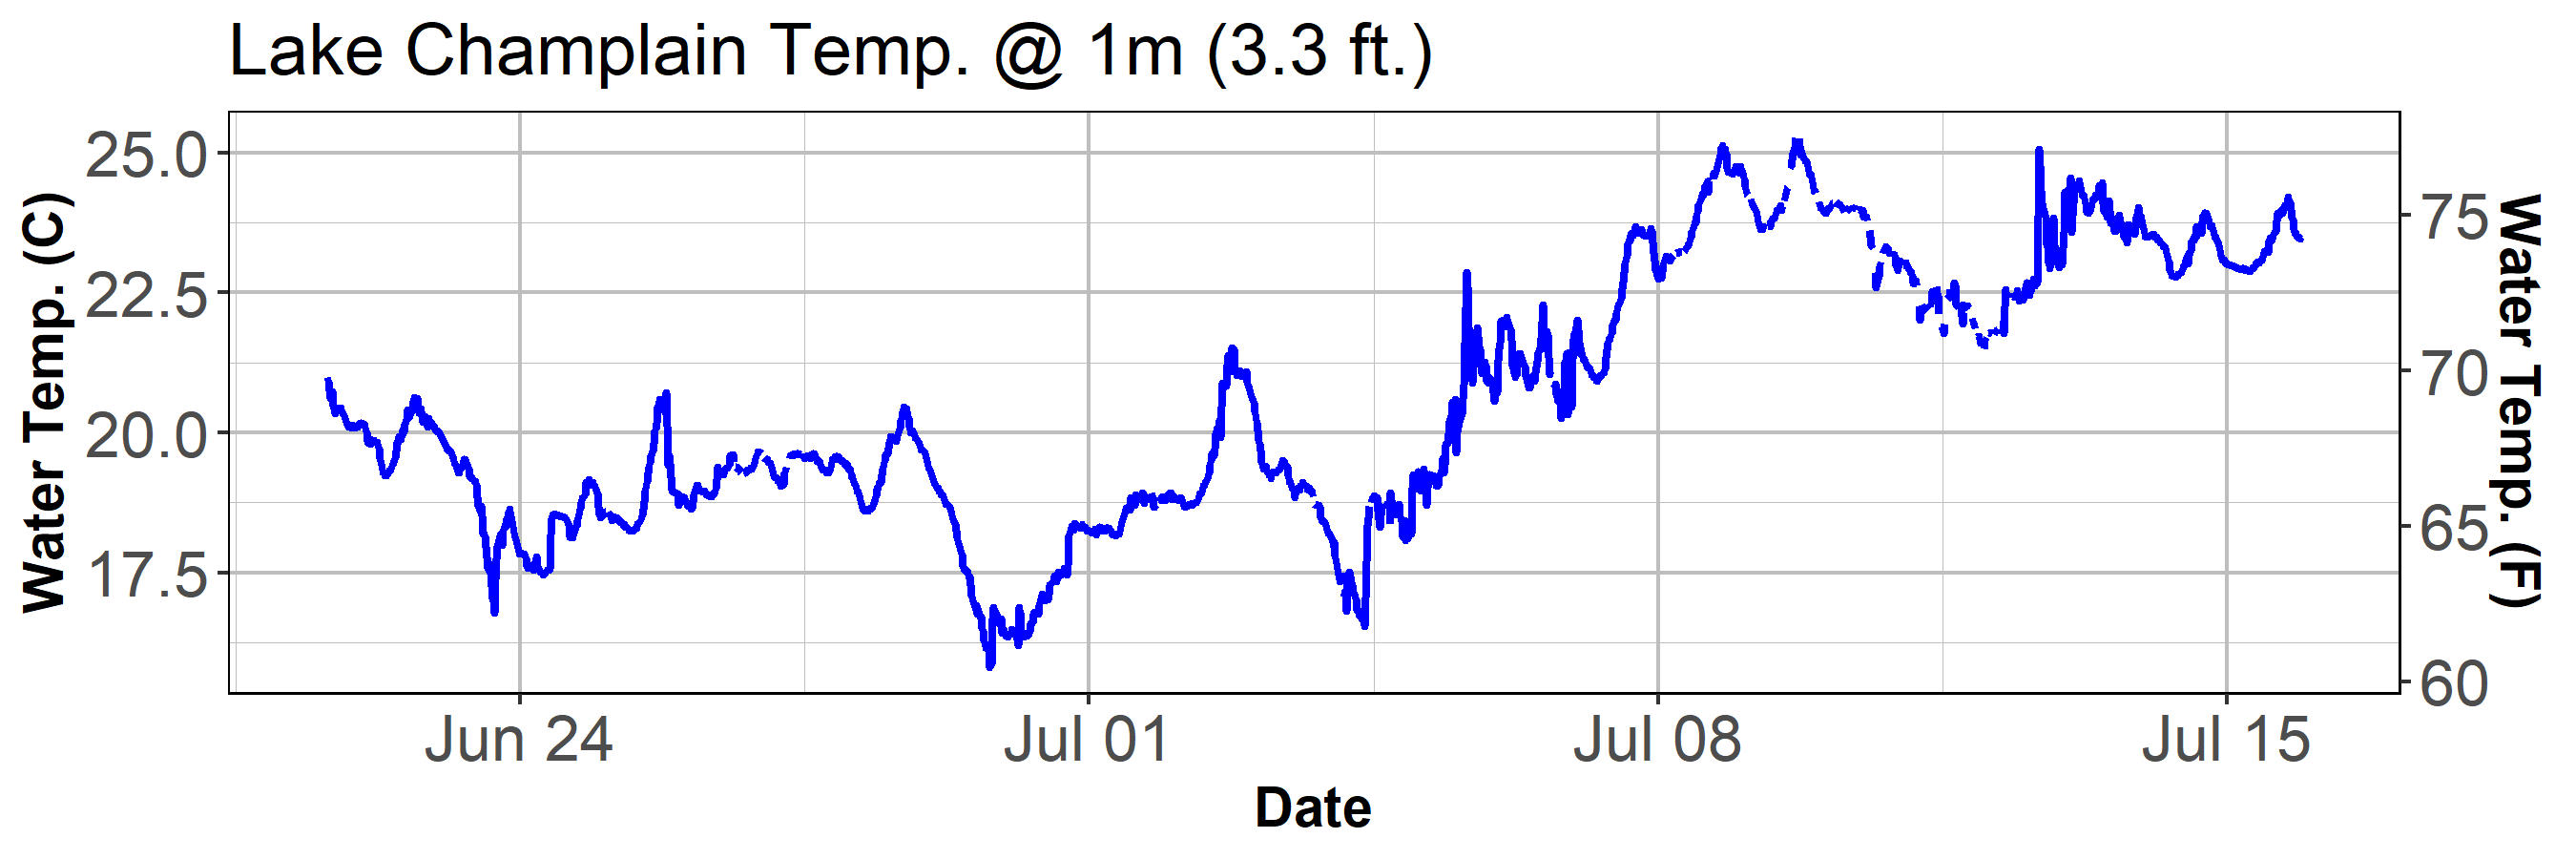 Lake Champlain Temp. @ 1m (3.3 ft.)
Water Temp. (C)
25.0
22.5
20.0
17.5
75
70
65
60
Water Temp. (F)
Jun 24
Jul 01
Jul 08
Jul 15
Date